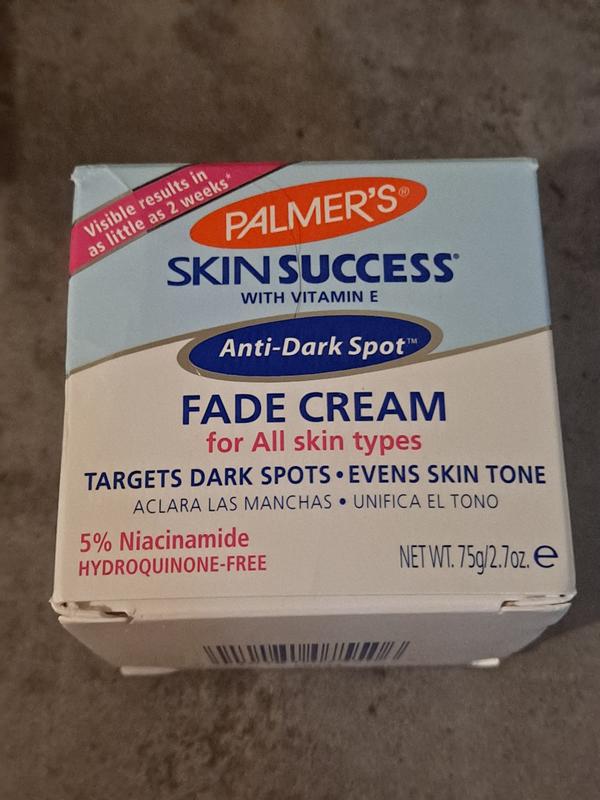 Visible results in
as little as 2 weeks*
PALMER'S®
SKIN SUCCESS®
WITH VITAMIN E
Anti-Dark Spot™
FADE CREAM
for All skin types
TARGETS DARK SPOTS • EVENS SKIN TONE
ACLARA LAS MANCHAS • UNIFICA EL TONO
5% Niacinamide
HYDROQUINONE-FREE
NET WT. 75g/2.7oz. ℮